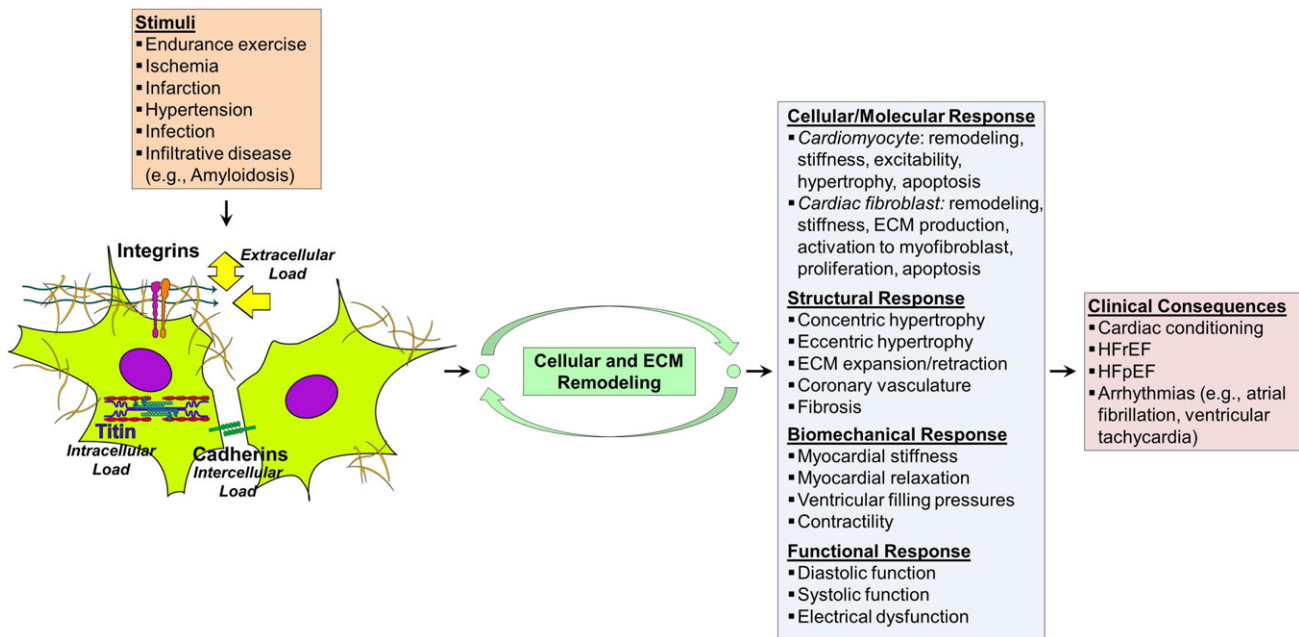 Stimuli
▪ Endurance exercise
▪ Ischemia
▪ Infarction
▪ Hypertension
▪ Infection
▪ Infiltrative disease
(e.g., Amyloidosis)
Integrins
Extracellular
Load
Titin
Intracellular
Load
Cadherins
Intercellular
Load
Cellular and ECM
Remodeling
Cellular/Molecular Response
▪ Cardiomyocyte: remodeling,
stiffness, excitability,
hypertrophy, apoptosis
▪ Cardiac fibroblast: remodeling,
stiffness, ECM production,
activation to myofibroblast,
proliferation, apoptosis
Structural Response
▪ Concentric hypertrophy
▪ Eccentric hypertrophy
▪ ECM expansion/retraction
▪ Coronary vasculature
▪ Fibrosis
Biomechanical Response
▪ Myocardial stiffness
▪ Myocardial relaxation
▪ Ventricular filling pressures
▪ Contractility
Functional Response
▪ Diastolic function
▪ Systolic function
▪ Electrical dysfunction
Clinical Consequences
▪ Cardiac conditioning
▪ HFrEF
▪ HFpEF
▪ Arrhythmias (e.g., atrial
fibrillation, ventricular
tachycardia)